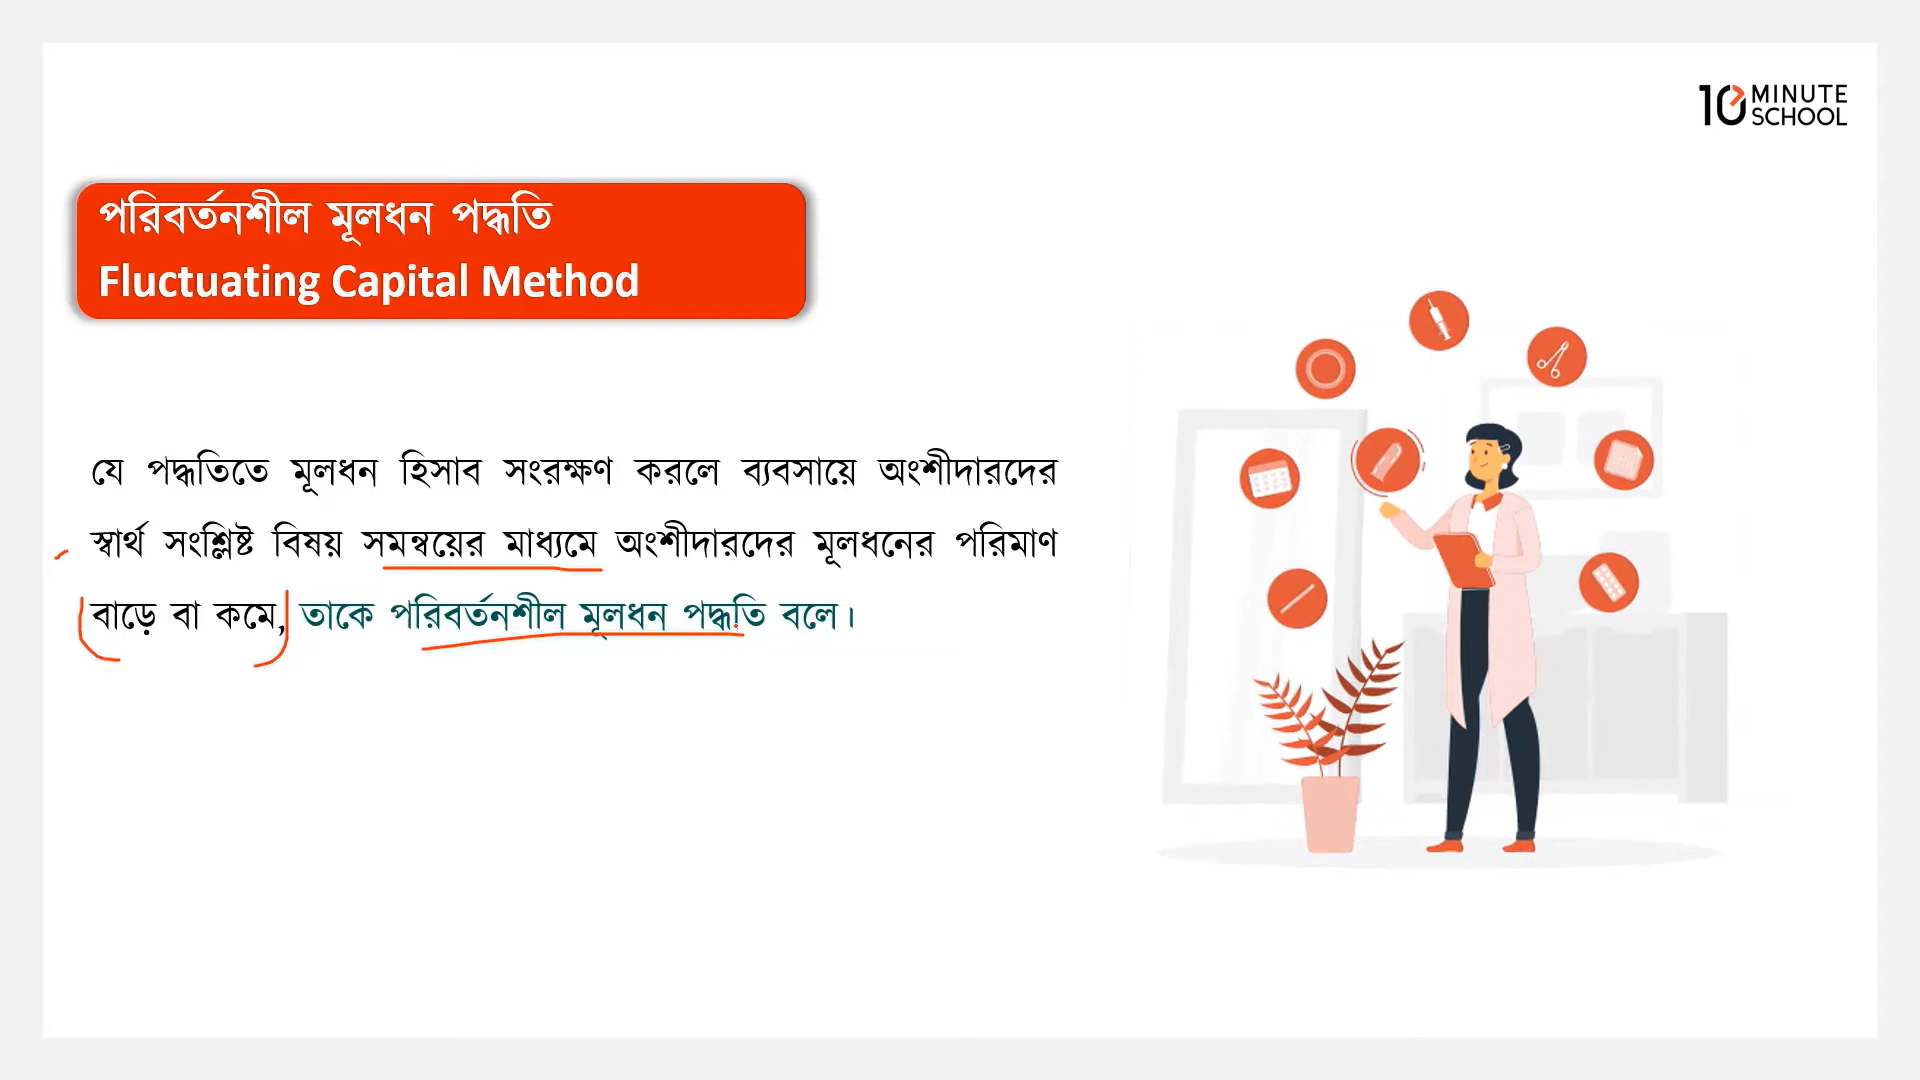 10 MINUTE
SCHOOL
পরিবর্তনশীল মূলধন পদ্ধতি
Fluctuating Capital Method
যে পদ্ধতিতে মূলধন হিসাব সংরক্ষণ করলে ব্যবসায়ে অংশীদারদের
স্বার্থ সংশ্লিষ্ট বিষয় সমন্বয়ের মাধ্যমে অংশীদারদের মূলধনের পরিমাণ
বাড়ে বা কমে, তাকে পরিবর্তনশীল মূলধন পদ্ধতি বলে।